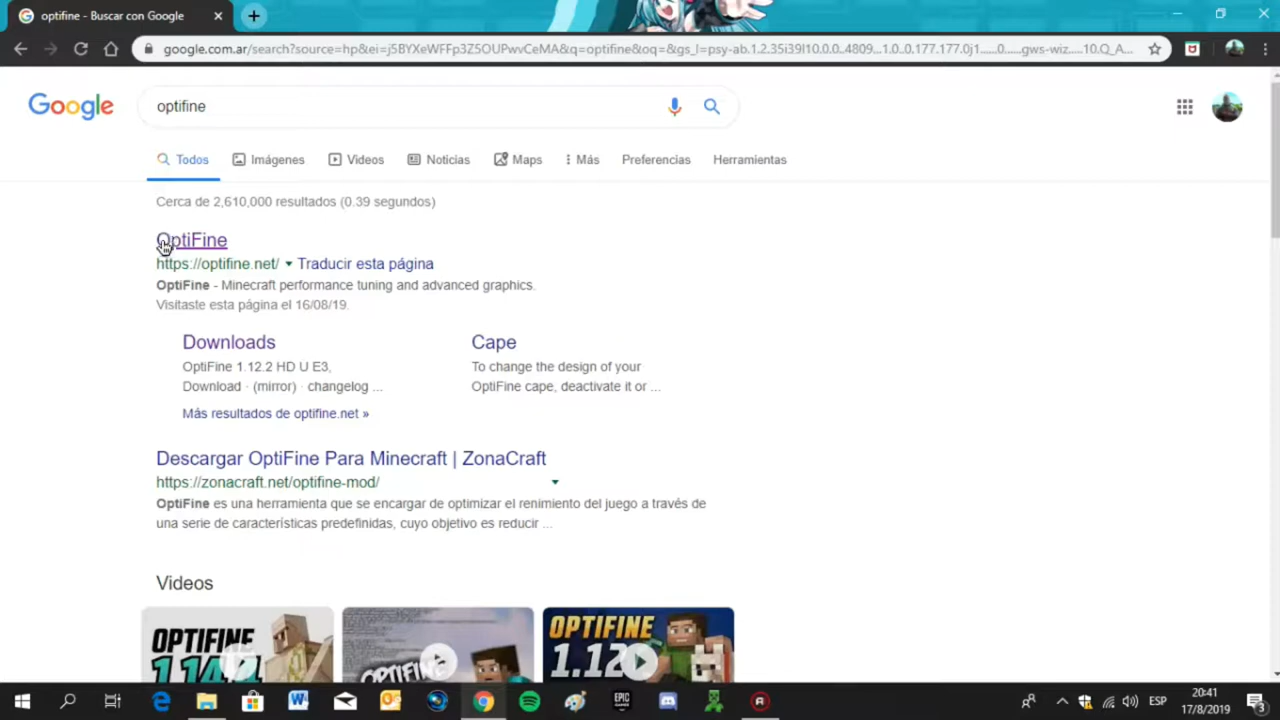 optifine - Buscar con Google
google.com.ar/search?source=hp&ei=j5BYXeWFFp3Z5OUPwvCeMA&q=optifine&oq=&gs_l=psy-ab.1.2.35i39l10.0.0..4809...1.0..0.177.177.0j1......0......gws-wiz.....10.Q_A...
Google
optifine
Todos Imágenes Videos Noticias Maps Más Preferencias Herramientas
Cerca de 2,610,000 resultados (0.39 segundos)
OptiFine
https://optifine.net/ Traducir esta página
OptiFine - Minecraft performance tuning and advanced graphics.
Visitaste esta página el 16/08/19.
Downloads
OptiFine 1.12.2 HD U E3,
Download · (mirror) · changelog ...
Cape
To change the design of your
OptiFine cape, deactivate it or ...
Más resultados de optifine.net »
Descargar OptiFine Para Minecraft | ZonaCraft
https://zonacraft.net/optifine-mod/
OptiFine es una herramienta que se encargar de optimizar el renimiento del juego a través de
una serie de características predefinidas, cuyo objetivo es reducir ...
Videos
OPTIFINE
1.14.4
OPTIFINE
OPTIFINE
1.12
EPIC
GAMES
ESP
20:41
17/8/2019
3